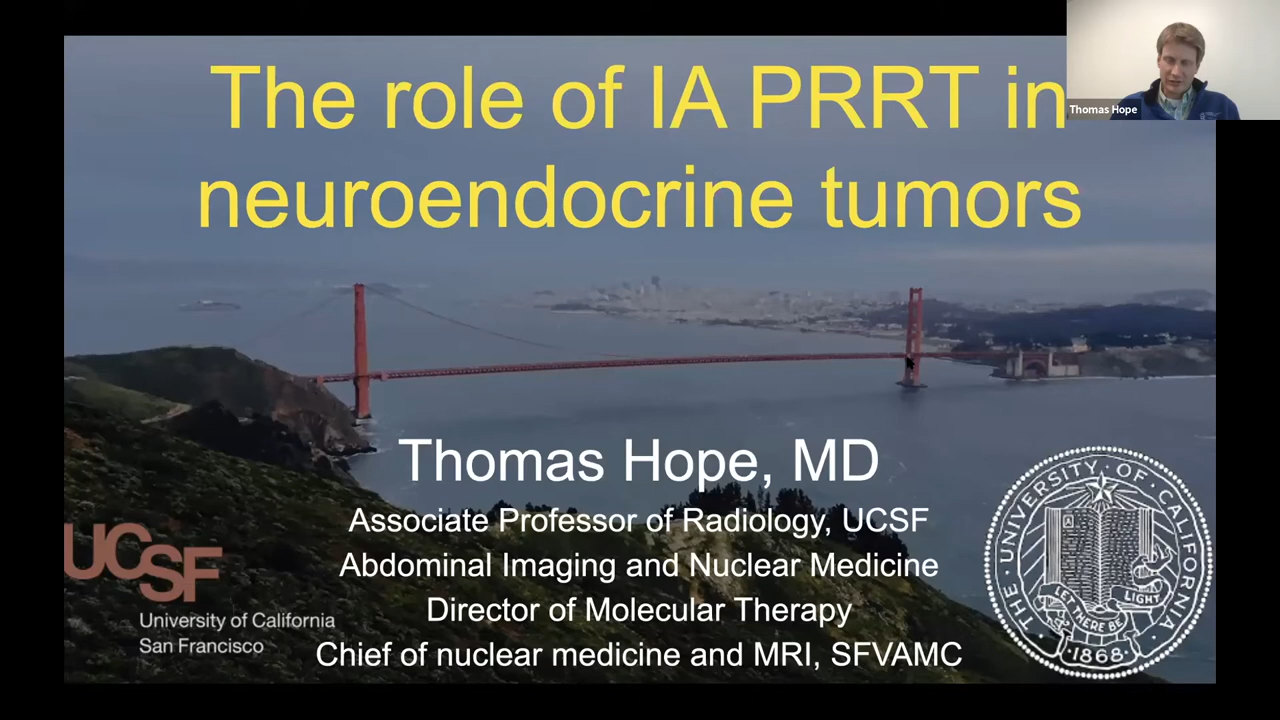 The role of IA PRRT in
neuroendocrine tumors
Thomas Hope
Thomas Hope, MD
Associate Professor of Radiology, UCSF
Abdominal Imaging and Nuclear Medicine
Director of Molecular Therapy
Chief of nuclear medicine and MRI, SFVAMC
UCSF
University of California
San Francisco
THE UNIVERSITY OF CALIFORNIA
LET THERE BE LIGHT
1868